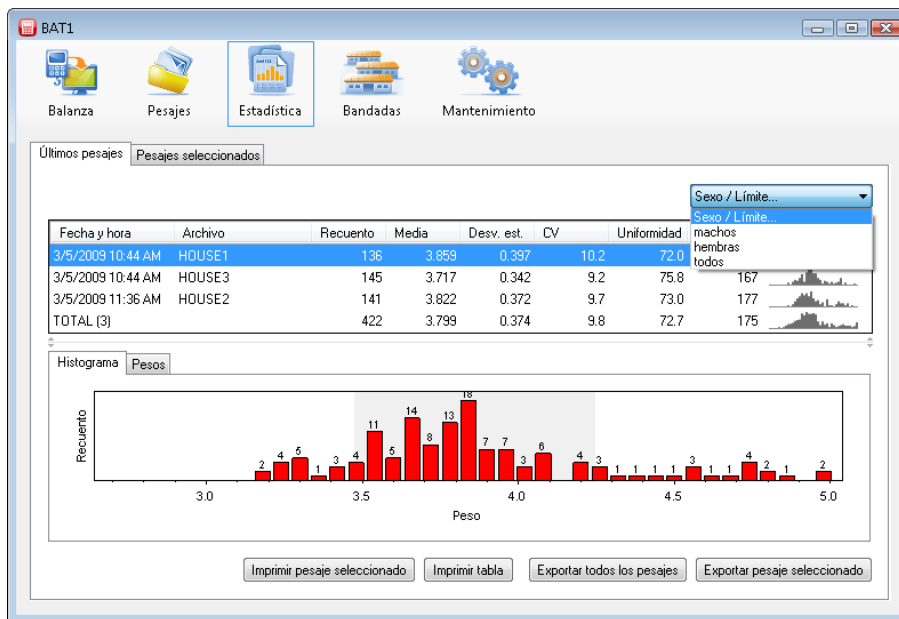 BAT1
Balanza Pesajes Estadística Bandadas Mantenimiento
Últimos pesajes Pesajes seleccionados
Sexo / Límite...
Sexo / Límite...
machos
hembras
todos
Fecha y hora Archivo Recuento Media Desv. est. CV Uniformidad
3/5/2009 10:44 AM HOUSE1 136 3.859 0.397 10.2 72.0
3/5/2009 10:44 AM HOUSE3 145 3.717 0.342 9.2 75.8 167
3/5/2009 11:36 AM HOUSE2 141 3.822 0.372 9.7 73.0 177
TOTAL (3) 422 3.799 0.374 9.8 72.7 175
Histograma Pesos
Recuento
2 4 5 1 3 4 11 5 14 8 13 18 7 7 3 6 4 3 1 1 1 1 3 1 1 4 2 1 2
3.0 3.5 4.0 4.5 5.0
Peso
Imprimir pesaje seleccionado Imprimir tabla Exportar todos los pesajes Exportar pesaje seleccionado